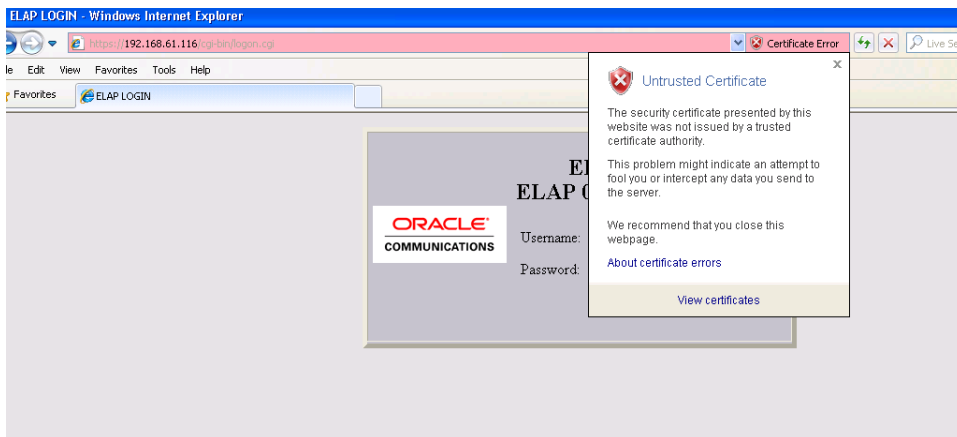 ELAP LOGIN - Windows Internet Explorer
https://192.168.61.116/cgi-bin/logon.cgi
Certificate Error
Live Se
le Edit View Favorites Tools Help
Favorites
ELAP LOGIN
x
Untrusted Certificate
The security certificate presented by this
website was not issued by a trusted
certificate authority.
This problem might indicate an attempt to
fool you or intercept any data you send to
the server.
We recommend that you close this
webpage.
About certificate errors
View certificates
EL
ELAP 0
ORACLE
COMMUNICATIONS
Username:
Password: